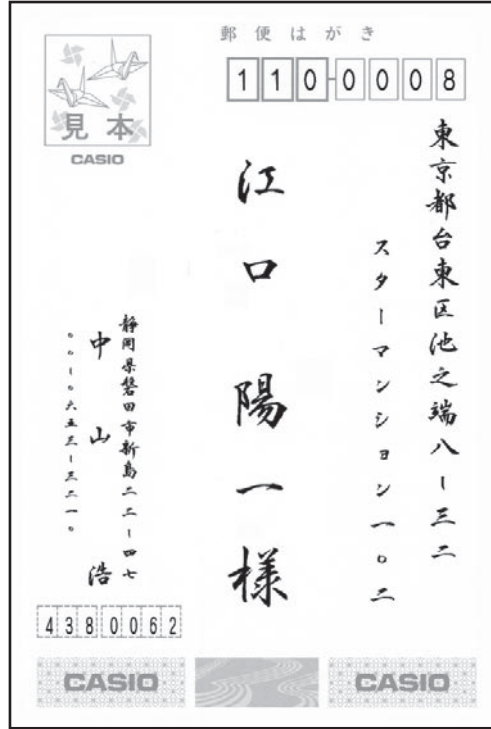 郵便はがき
110-0008
東京都台東区池之端八ー三二
スターマンション一〇二
江口陽一様
静岡県磐田市新島二二ー四七
中山浩
〇〇ー〇六五三ー三二一〇
4380062
見本
CASIO
CASIO
CASIO